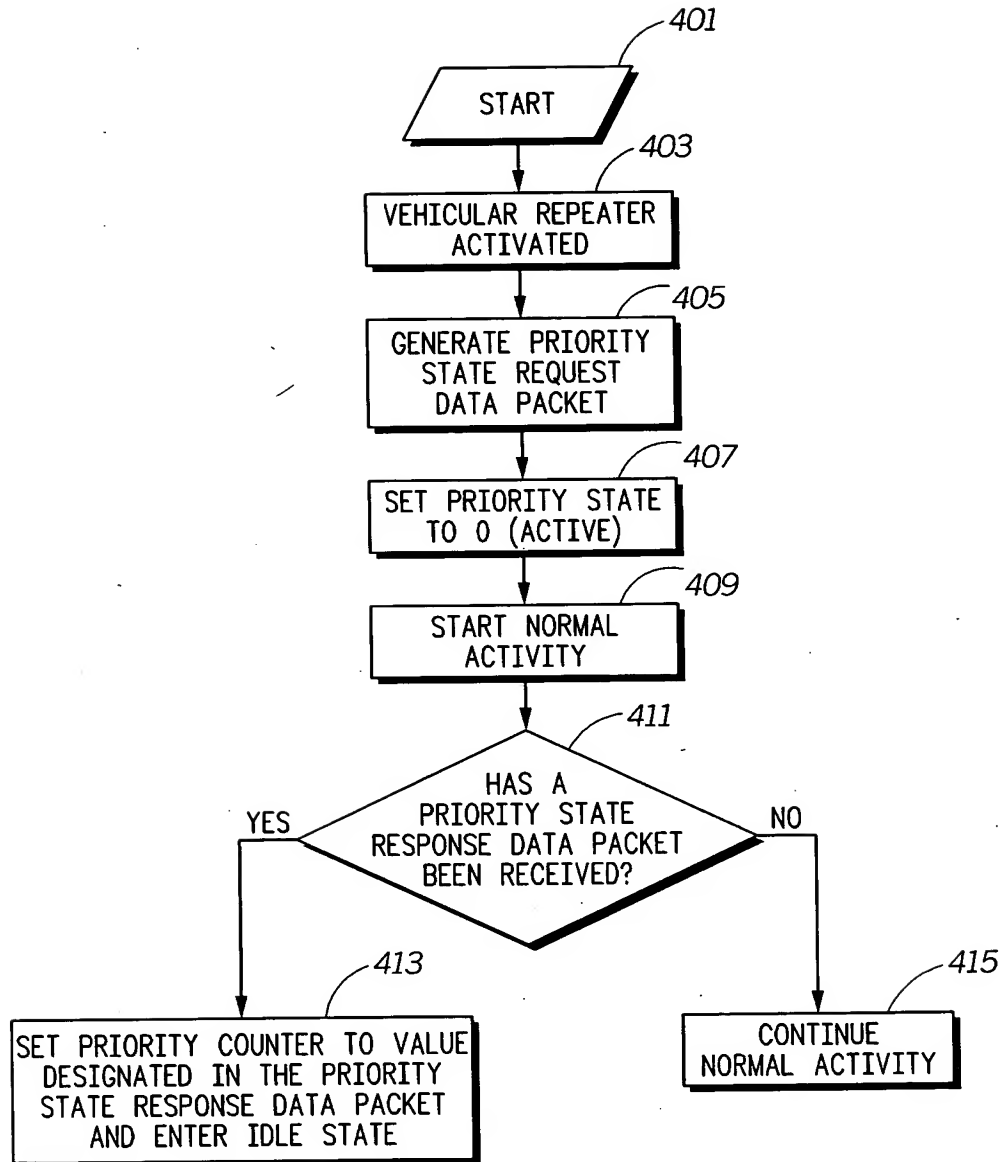 401
START
403
VEHICULAR REPEATER
ACTIVATED
405
GENERATE PRIORITY
STATE REQUEST
DATA PACKET
407
SET PRIORITY STATE
TO 0 (ACTIVE)
409
START NORMAL
ACTIVITY
411
HAS A
PRIORITY STATE
RESPONSE DATA PACKET
BEEN RECEIVED?
YES
NO
413
SET PRIORITY COUNTER TO VALUE
DESIGNATED IN THE PRIORITY
STATE RESPONSE DATA PACKET
AND ENTER IDLE STATE
415
CONTINUE
NORMAL ACTIVITY